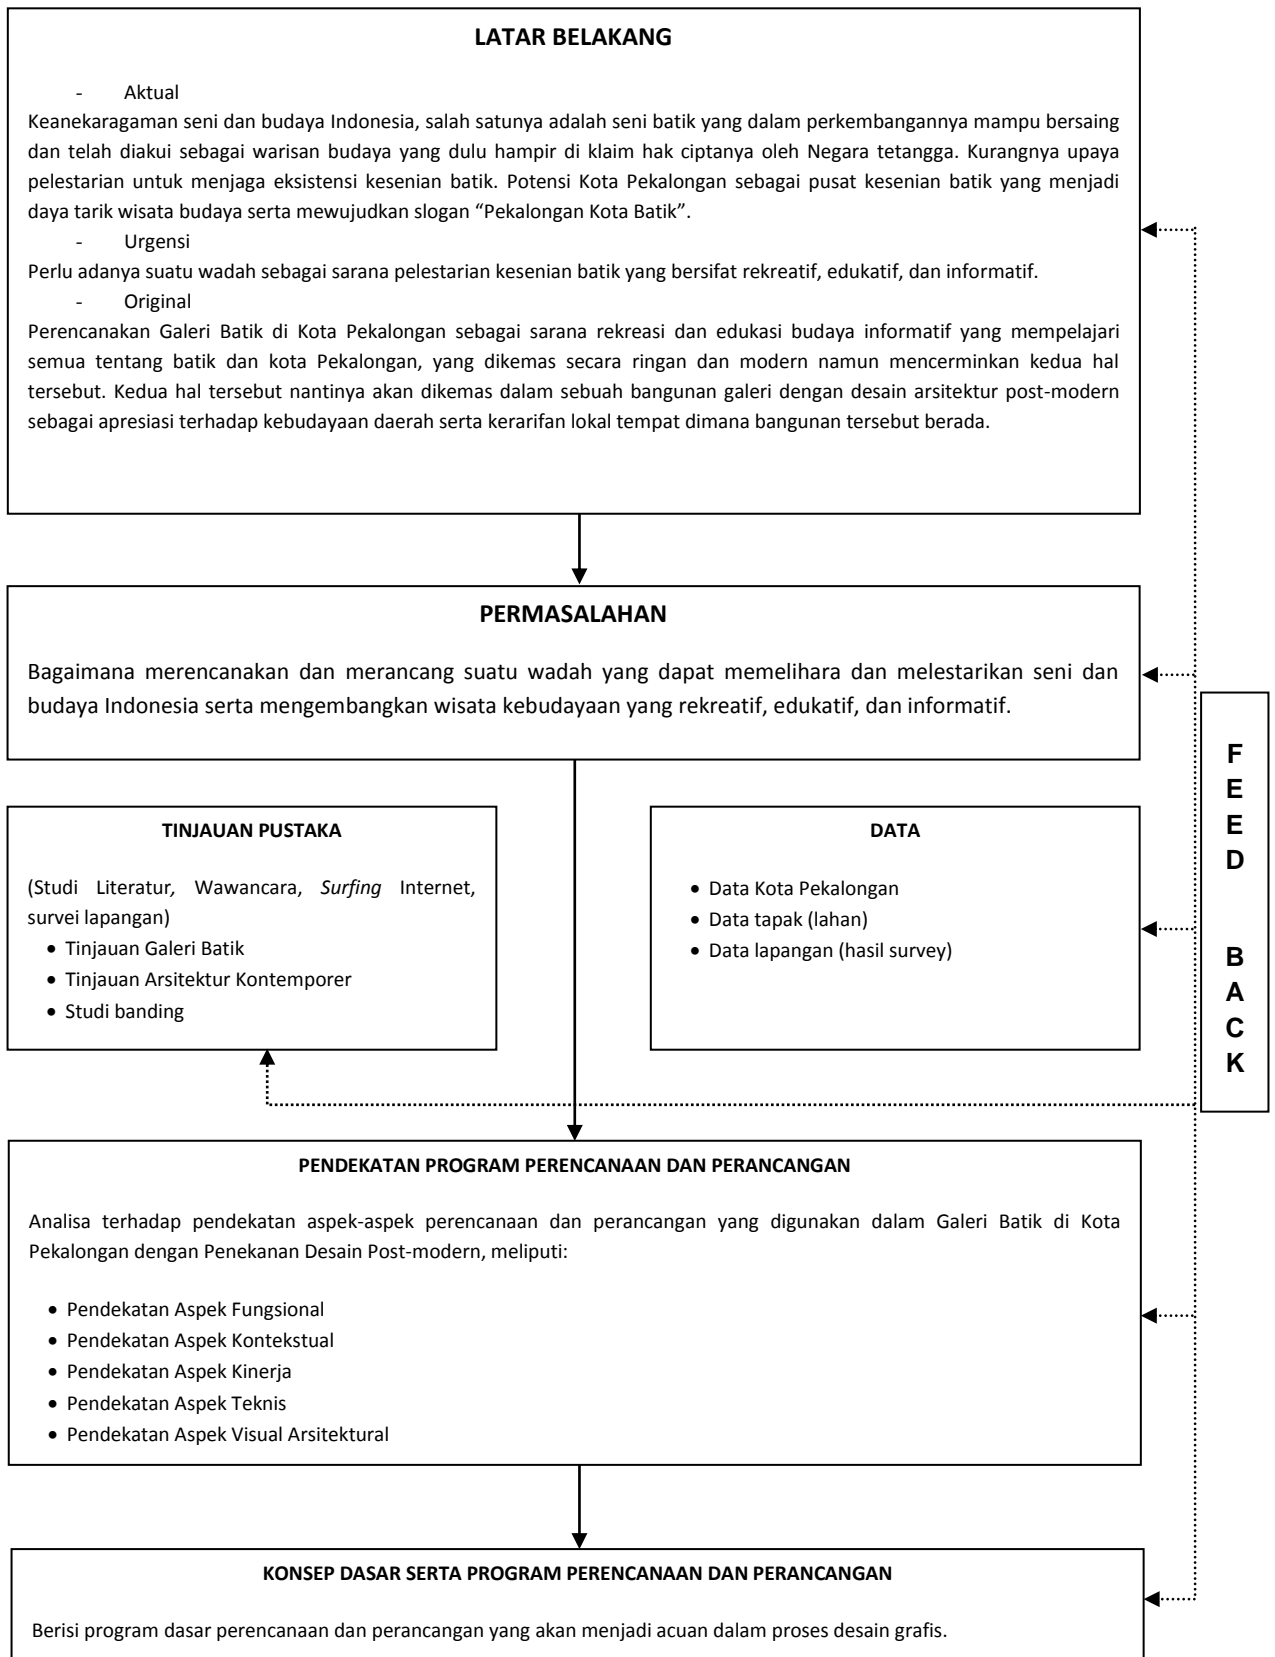 LATAR BELAKANG
- Aktual
Keanekaragaman seni dan budaya Indonesia, salah satunya adalah seni batik yang dalam perkembangannya mampu bersaing
dan telah diakui sebagai warisan budaya yang dulu hampir di klaim hak ciptanya oleh Negara tetangga. Kurangnya upaya
pelestarian untuk menjaga eksistensi kesenian batik. Potensi Kota Pekalongan sebagai pusat kesenian batik yang menjadi
daya tarik wisata budaya serta mewujudkan slogan “Pekalongan Kota Batik”.
- Urgensi
Perlu adanya suatu wadah sebagai sarana pelestarian kesenian batik yang bersifat rekreatif, edukatif, dan informatif.
- Original
Perencanakan Galeri Batik di Kota Pekalongan sebagai sarana rekreasi dan edukasi budaya informatif yang mempelajari
semua tentang batik dan kota Pekalongan, yang dikemas secara ringan dan modern namun mencerminkan kedua hal
tersebut. Kedua hal tersebut nantinya akan dikemas dalam sebuah bangunan galeri dengan desain arsitektur post-modern
sebagai apresiasi terhadap kebudayaan daerah serta kerarifan lokal tempat dimana bangunan tersebut berada.
PERMASALAHAN
Bagaimana merencanakan dan merancang suatu wadah yang dapat memelihara dan melestarikan seni dan
budaya Indonesia serta mengembangkan wisata kebudayaan yang rekreatif, edukatif, dan informatif.
TINJAUAN PUSTAKA
(Studi Literatur, Wawancara, Surfing Internet,
survei lapangan)
• Tinjauan Galeri Batik
• Tinjauan Arsitektur Kontemporer
• Studi banding
DATA
• Data Kota Pekalongan
• Data tapak (lahan)
• Data lapangan (hasil survey)
F
E
E
D
B
A
C
K
PENDEKATAN PROGRAM PERENCANAAN DAN PERANCANGAN
Analisa terhadap pendekatan aspek-aspek perencanaan dan perancangan yang digunakan dalam Galeri Batik di Kota
Pekalongan dengan Penekanan Desain Post-modern, meliputi:
• Pendekatan Aspek Fungsional
• Pendekatan Aspek Kontekstual
• Pendekatan Aspek Kinerja
• Pendekatan Aspek Teknis
• Pendekatan Aspek Visual Arsitektural
KONSEP DASAR SERTA PROGRAM PERENCANAAN DAN PERANCANGAN
Berisi program dasar perencanaan dan perancangan yang akan menjadi acuan dalam proses desain grafis.